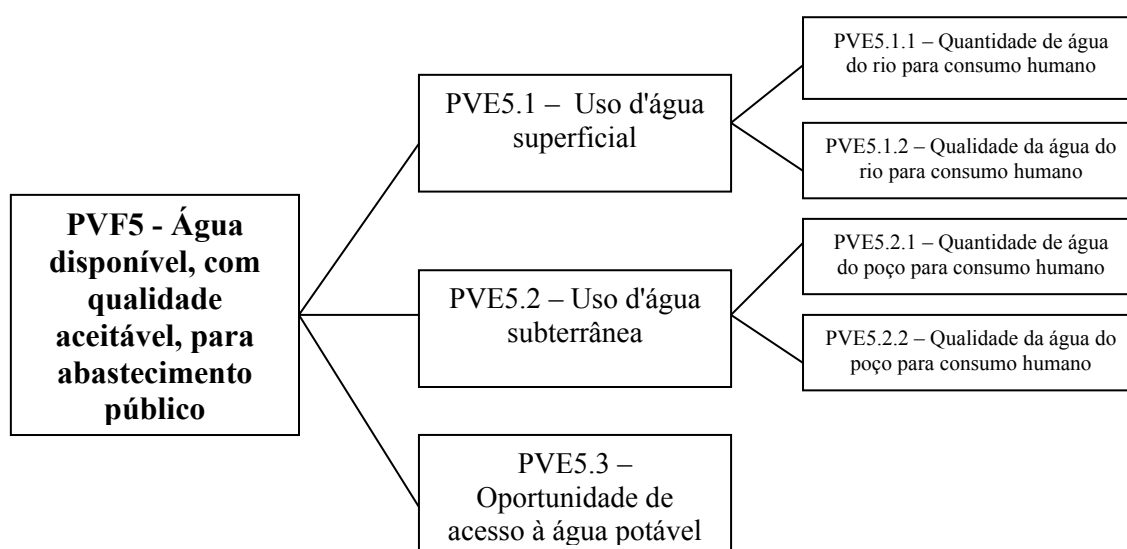 PVF5 - Água
disponível, com
qualidade
aceitável, para
abastecimento
público
PVE5.1 –  Uso d'água
superficial
PVE5.1.1 – Quantidade de água
do rio para consumo humano
PVE5.1.2 – Qualidade da água do
rio para consumo humano
PVE5.2 – Uso d'água
subterrânea
PVE5.2.1 – Quantidade de água
do poço para consumo humano
PVE5.2.2 – Qualidade da água do
poço para consumo humano
PVE5.3 –
Oportunidade de
acesso à água potável